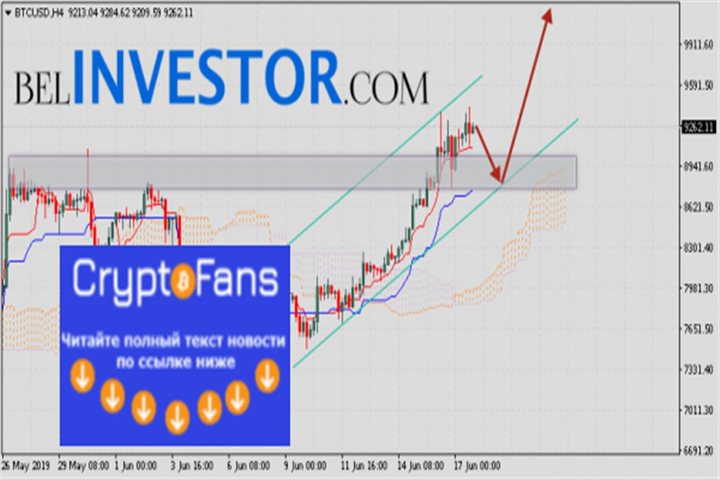 BTCUSD,H4 9213.04 9284.62 9209.59 9262.11
BELINVESTOR.COM
9911.60
9591.50
9262.11
8941.60
8621.50
8301.40
7981.30
7651.50
7331.40
7011.30
6691.20
CryptoFans
Читайте полный текст новости
по ссылке ниже
26 May 2019 29 May 08:00 1 Jun 00:00 3 Jun 16:00 6 Jun 08:00 9 Jun 00:00 11 Jun 16:00 14 Jun 08:00 17 Jun 00:00